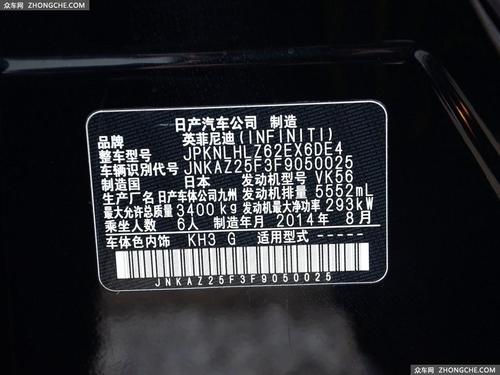 众车网 ZHONGCHE.COM
日产汽车公司 制造
品牌 英菲尼迪(INFINITI)
整车型号 JPKNLHLZ62EX6DE4
车辆识别代号 JNKAZ25F3F9050025
制造国 日本 发动机型号 VK56
生产厂名 日产车体公司九州 发动机排量 5552mL
最大允许总质量 3400kg 发动机最大净功率 293kW
乘坐人数 6人 制造年月 2014年 8月
车体色内饰 KH3 G 适用型式 -----
JNKAZ25F3F9050025
众车网 ZHONGCHE.COM